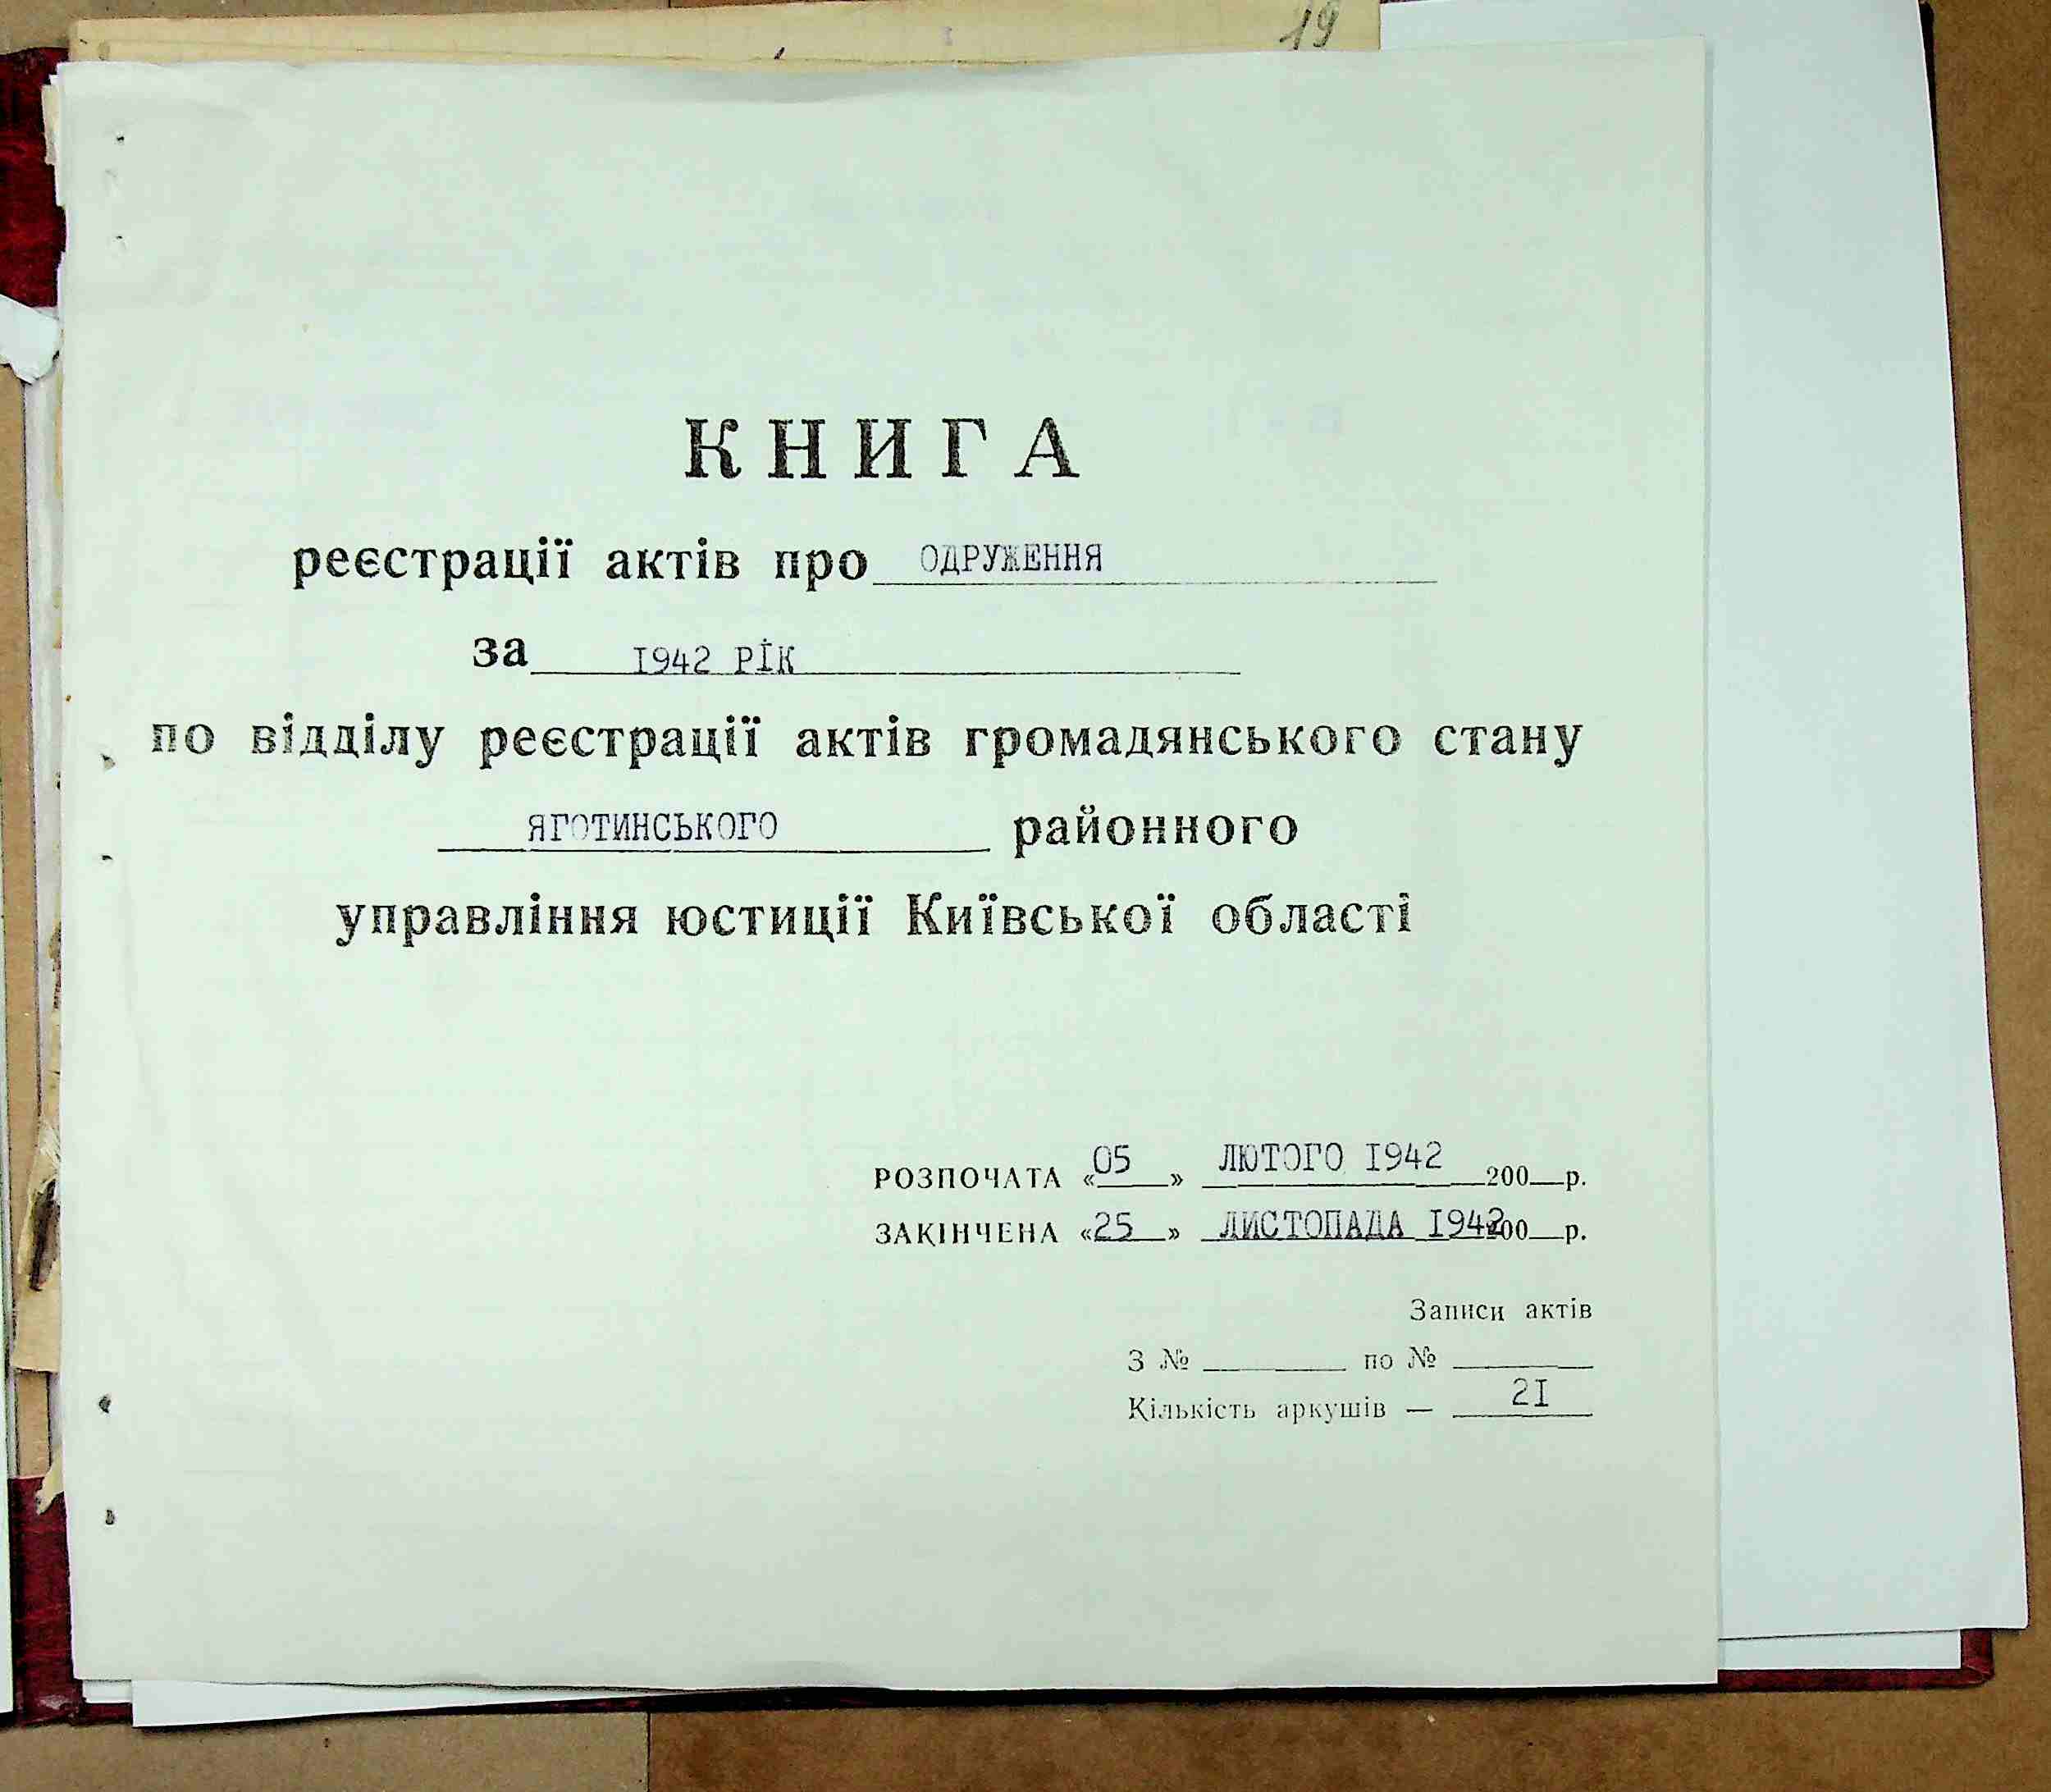 19
КНИГА
реєстрації актів про ОДРУЖЕННЯ
за 1942 РІК
по відділу реєстрації актів громадянського стану
ЯГОТИНСЬКОГО районного
управління юстиції Київської області
РОЗПОЧАТА «05» ЛЮТОГО 1942 200 р.
ЗАКІНЧЕНА «25» ЛИСТОПАДА 1942 200 р.
Записи актів
З № по №
Кількість аркушів — 21